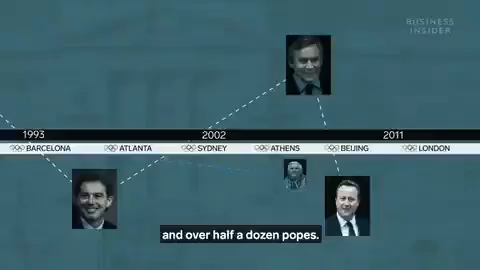 BUSINESS
INSIDER
1993
2002
2011
BARCELONA
ATLANTA
SYDNEY
ATHENS
BEIJING
LONDON
and over half a dozen popes.